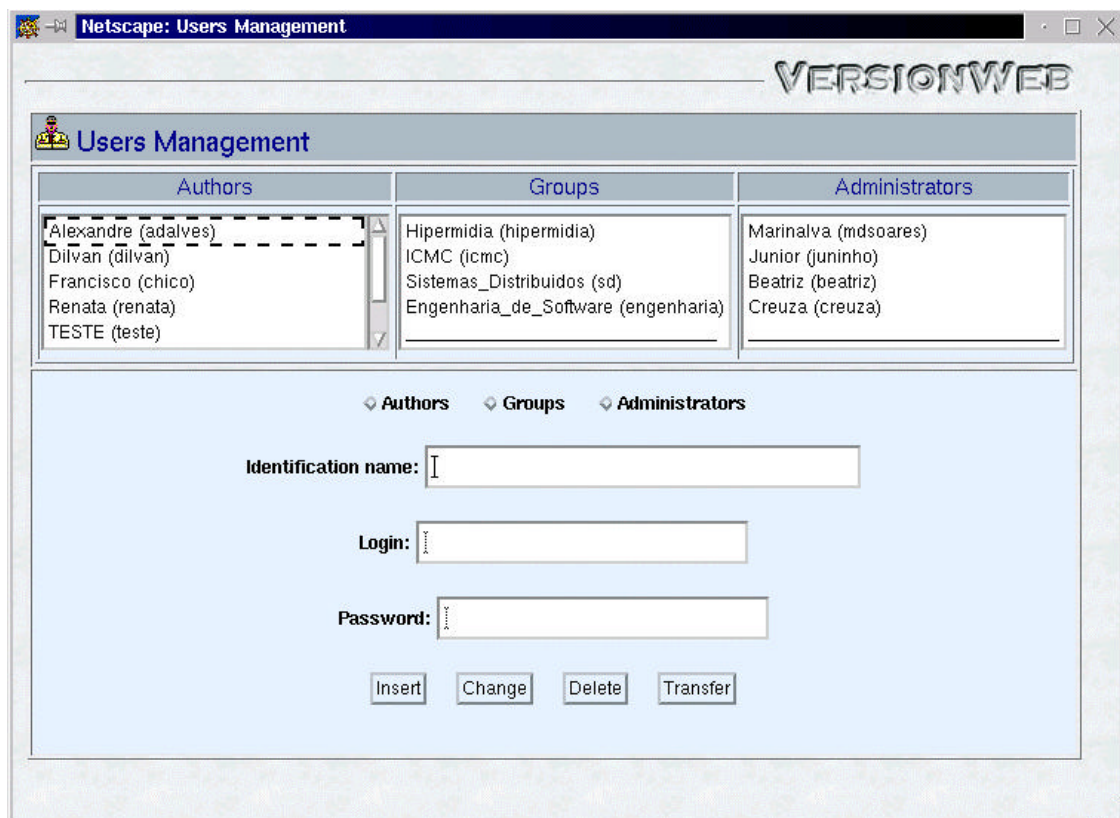 Netscape: Users Management
VERSIONWEB
Users Management
Authors Groups Administrators
Alexandre (adalves)
Dilvan (dilvan)
Francisco (chico)
Renata (renata)
TESTE (teste)
Hipermidia (hipermidia)
ICMC (icmc)
Sistemas_Distribuidos (sd)
Engenharia_de_Software (engenharia)
Marinalva (mdsoares)
Junior (juninho)
Beatriz (beatriz)
Creuza (creuza)
Authors Groups Administrators
Identification name:
Login:
Password:
Insert Change Delete Transfer